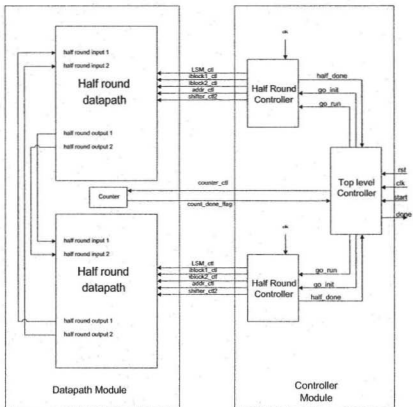 clk
half round input 1
half round input 2
Half round
datapath
half round output 1
half round output 2
LSM_ctl
iblock1_ctl
iblock2_ctl
addr_ctl
shifter_ctl2
Half Round
Controller
half_done
go_init
go_run
Top level
Controller
rst
clk
start
done
Counter
counter_ctl
count_done_flag
half round input 1
half round input 2
Half round
datapath
half round output 1
half round output 2
clk
LSM_ctl
iblock1_ctl
iblock2_ctl
addr_ctl
shifter_ctl2
Half Round
Controller
go_run
go_init
half_done
Datapath Module
Controller
Module